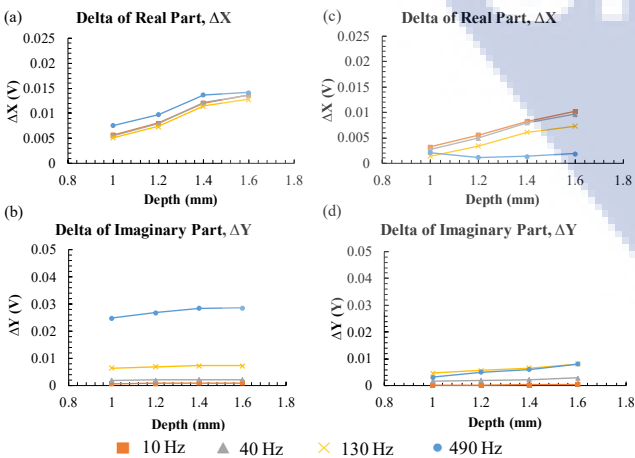 (a) Delta of Real Part, ΔX
0.025
0.02
0.015
0.01
0.005
0
ΔX (V)
0.8 1 1.2 1.4 1.6 1.8
Depth (mm)
(c) Delta of Real Part, ΔX
0.025
0.02
0.015
0.01
0.005
0
ΔX (V)
0.8 1 1.2 1.4 1.6 1.8
Depth (mm)
(b) Delta of Imaginary Part, ΔY
0.05
0.04
0.03
0.02
0.01
0
ΔY (V)
0.8 1 1.2 1.4 1.6 1.8
Depth (mm)
(d) Delta of Imaginary Part, ΔY
0.05
0.04
0.03
0.02
0.01
0
ΔY (V)
0.8 1 1.2 1.4 1.6 1.8
Depth (mm)
10 Hz 40 Hz 130 Hz 490 Hz